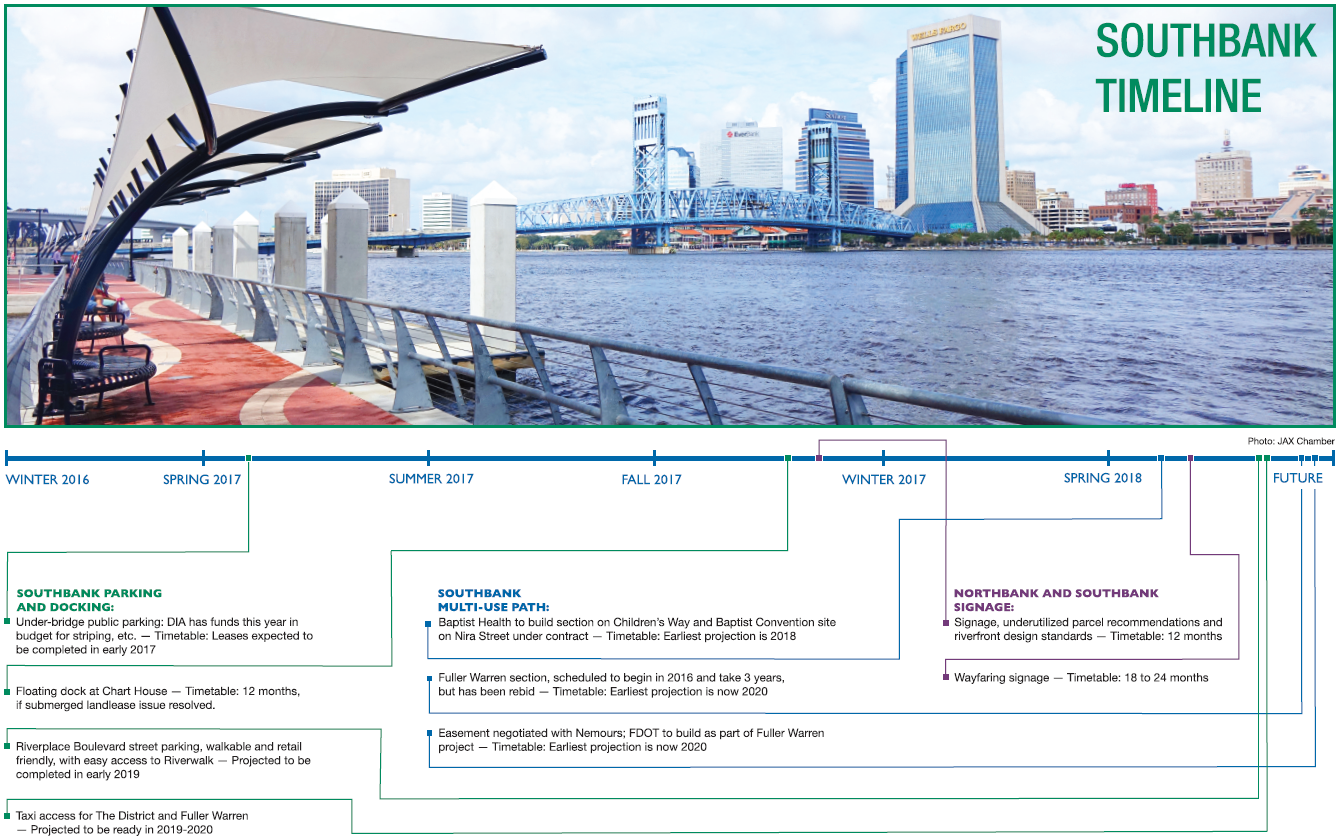 SOUTHBANK
TIMELINE
WELLS FARGO
EverBank
Photo: JAX Chamber
WINTER 2016
SPRING 2017
SUMMER 2017
FALL 2017
WINTER 2017
SPRING 2018
FUTURE
SOUTHBANK PARKING
AND DOCKING:
Under-bridge public parking: DIA has funds this year in
budget for striping, etc. — Timetable: Leases expected to
be completed in early 2017
Floating dock at Chart House — Timetable: 12 months,
if submerged landlease issue resolved.
Riverplace Boulevard street parking, walkable and retail
friendly, with easy access to Riverwalk — Projected to be
completed in early 2019
Taxi access for The District and Fuller Warren
— Projected to be ready in 2019-2020
SOUTHBANK
MULTI-USE PATH:
Baptist Health to build section on Children's Way and Baptist Convention site
on Nira Street under contract — Timetable: Earliest projection is 2018
Fuller Warren section, scheduled to begin in 2016 and take 3 years,
but has been rebid — Timetable: Earliest projection is now 2020
Easement negotiated with Nemours; FDOT to build as part of Fuller Warren
project — Timetable: Earliest projection is now 2020
NORTHBANK AND SOUTHBANK
SIGNAGE:
Signage, underutilized parcel recommendations and
riverfront design standards — Timetable: 12 months
Wayfaring signage — Timetable: 18 to 24 months